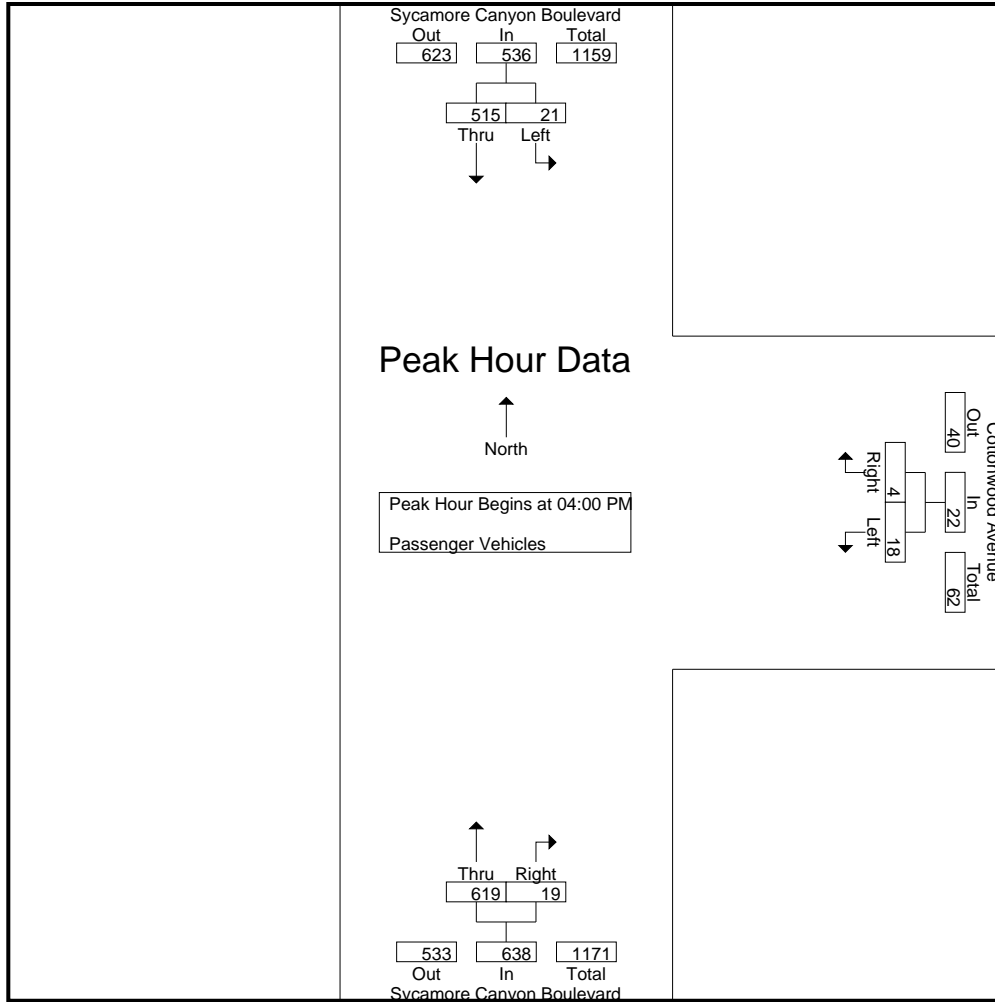 Sycamore Canyon Boulevard
Out In Total
623 536 1159
515 21
Thru Left
Peak Hour Data
North
Peak Hour Begins at 04:00 PM
Passenger Vehicles
Cottonwood Avenue
Out In Total
40 22 62
4 18
Right Left
Thru Right
619 19
533 638 1171
Out In Total
Sycamore Canyon Boulevard